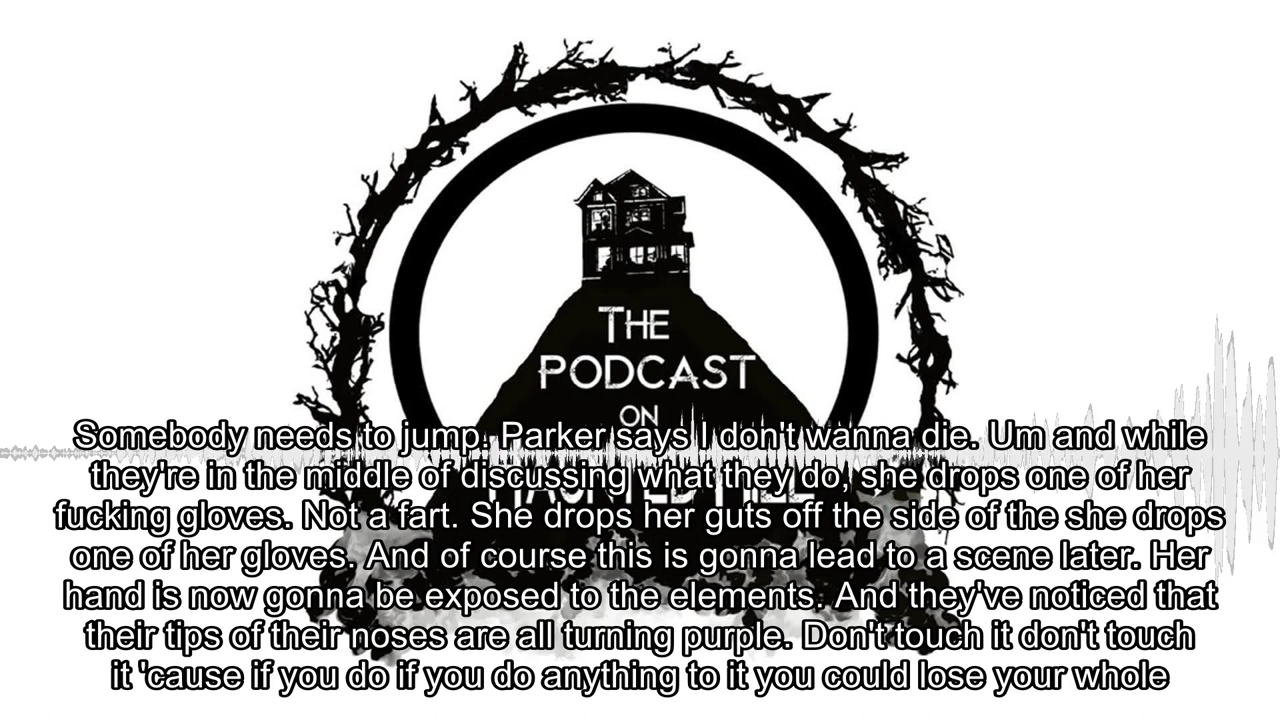 THE
PODCAST
ON
HAUNTED HILL
Somebody needs to jump. Parker says I don't wanna die. Um and while
they're in the middle of discussing what they do, she drops one of her
fucking gloves. Not a fart. She drops her guts off the side of the she drops
one of her gloves. And of course this is gonna lead to a scene later. Her
hand is now gonna be exposed to the elements. And they've noticed that
their tips of their noses are all turning purple. Don't touch it don't touch
it 'cause if you do if you do anything to it you could lose your whole